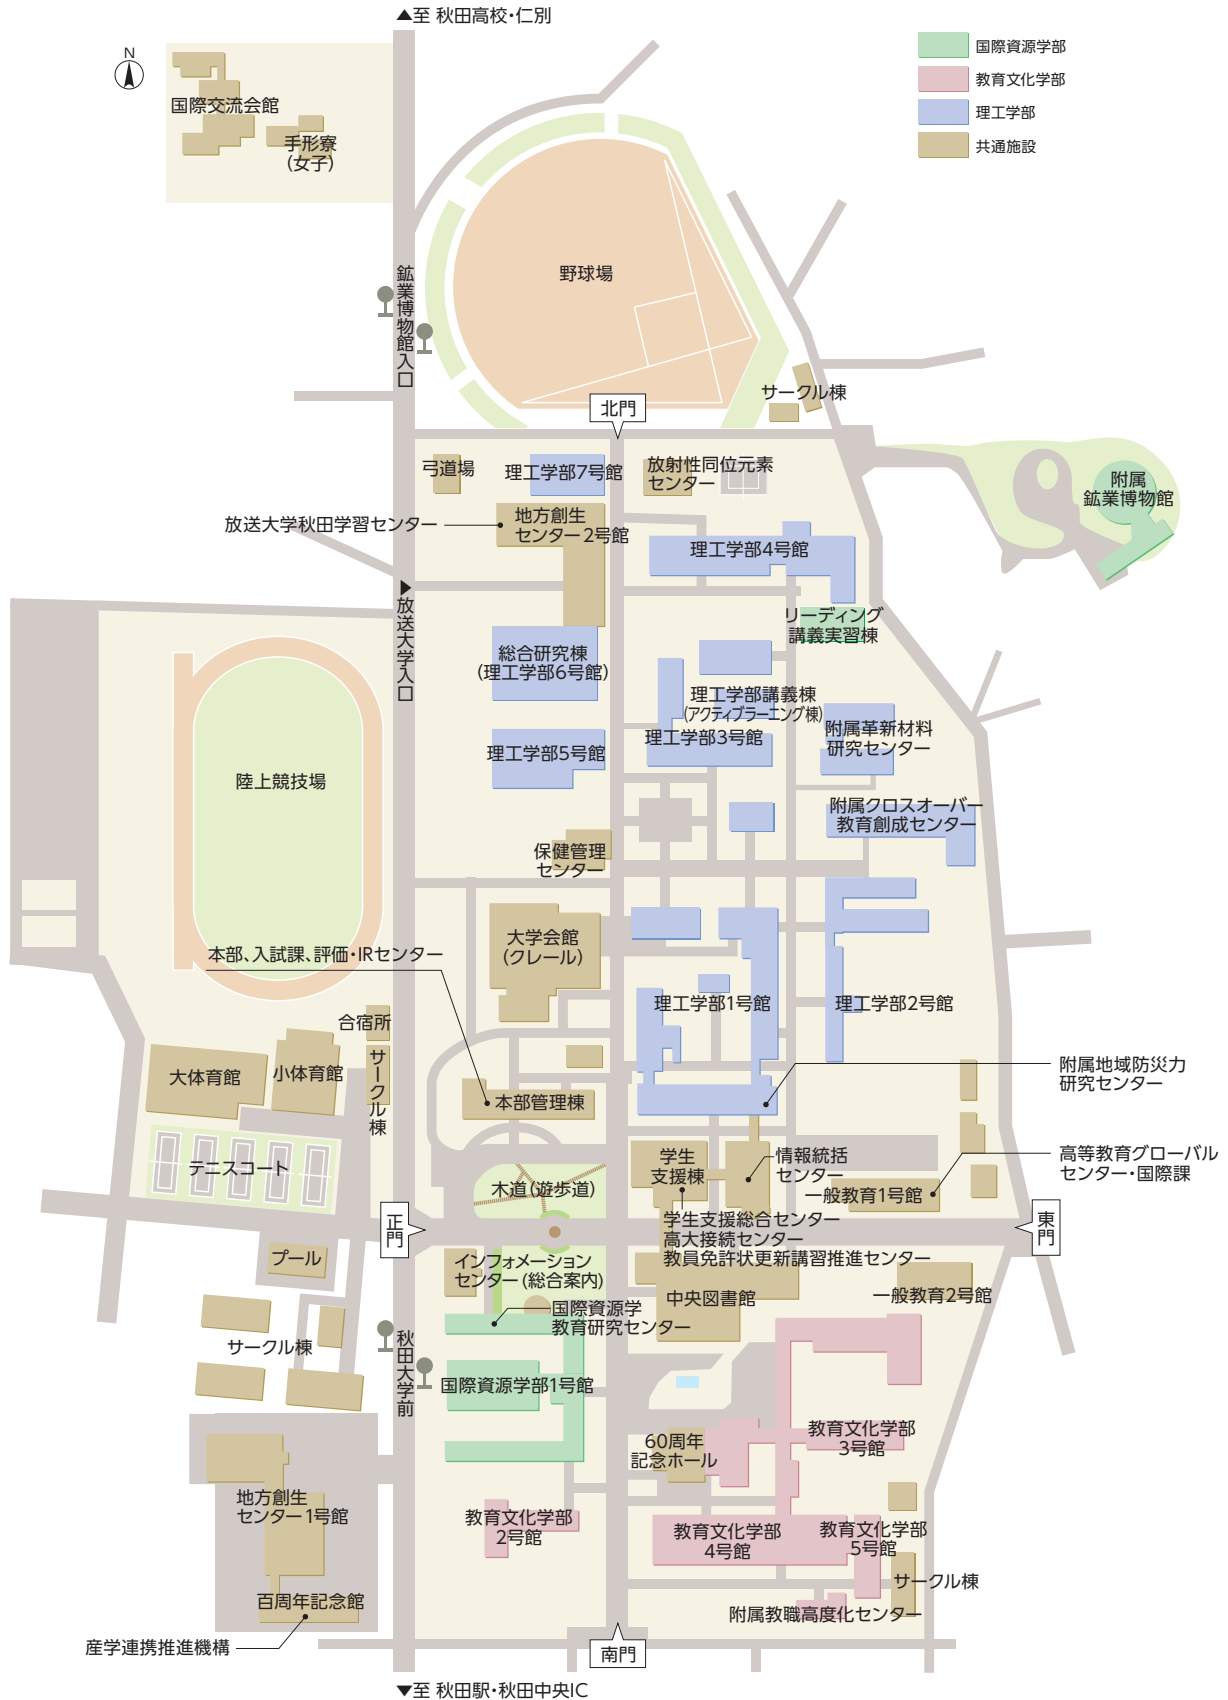 ▲至 秋田高校・仁別
N
国際資源学部
教育文化学部
理工学部
共通施設
国際交流会館
手形寮
(女子)
鉱業博物館入口
野球場
サークル棟
北門
弓道場
理工学部7号館
放射性同位元素
センター
附属
鉱業博物館
放送大学秋田学習センター
地方創生
センター2号館
理工学部4号館
▶放送大学入口
リーディング
講義実習棟
総合研究棟
(理工学部6号館)
理工学部講義棟
(アクティブラーニング棟)
理工学部3号館
附属革新材料
研究センター
理工学部5号館
陸上競技場
附属クロスオーバー
教育創成センター
保健管理
センター
大学会館
(クレール)
本部、入試課、評価・IRセンター
理工学部1号館
理工学部2号館
合宿所
サークル棟
大体育館
小体育館
本部管理棟
附属地域防災力
研究センター
テニスコート
木道(遊歩道)
学生
支援棟
情報統括
センター
一般教育1号館
高等教育グローバル
センター・国際課
正門
東門
学生支援総合センター
高大接続センター
教員免許状更新講習推進センター
プール
インフォメーション
センター(総合案内)
中央図書館
一般教育2号館
国際資源学
教育研究センター
サークル棟
秋田大学前
国際資源学部1号館
60周年
記念ホール
教育文化学部
3号館
地方創生
センター1号館
教育文化学部
2号館
教育文化学部
4号館
教育文化学部
5号館
サークル棟
百周年記念館
附属教職高度化センター
産学連携推進機構
南門
▼至 秋田駅・秋田中央IC